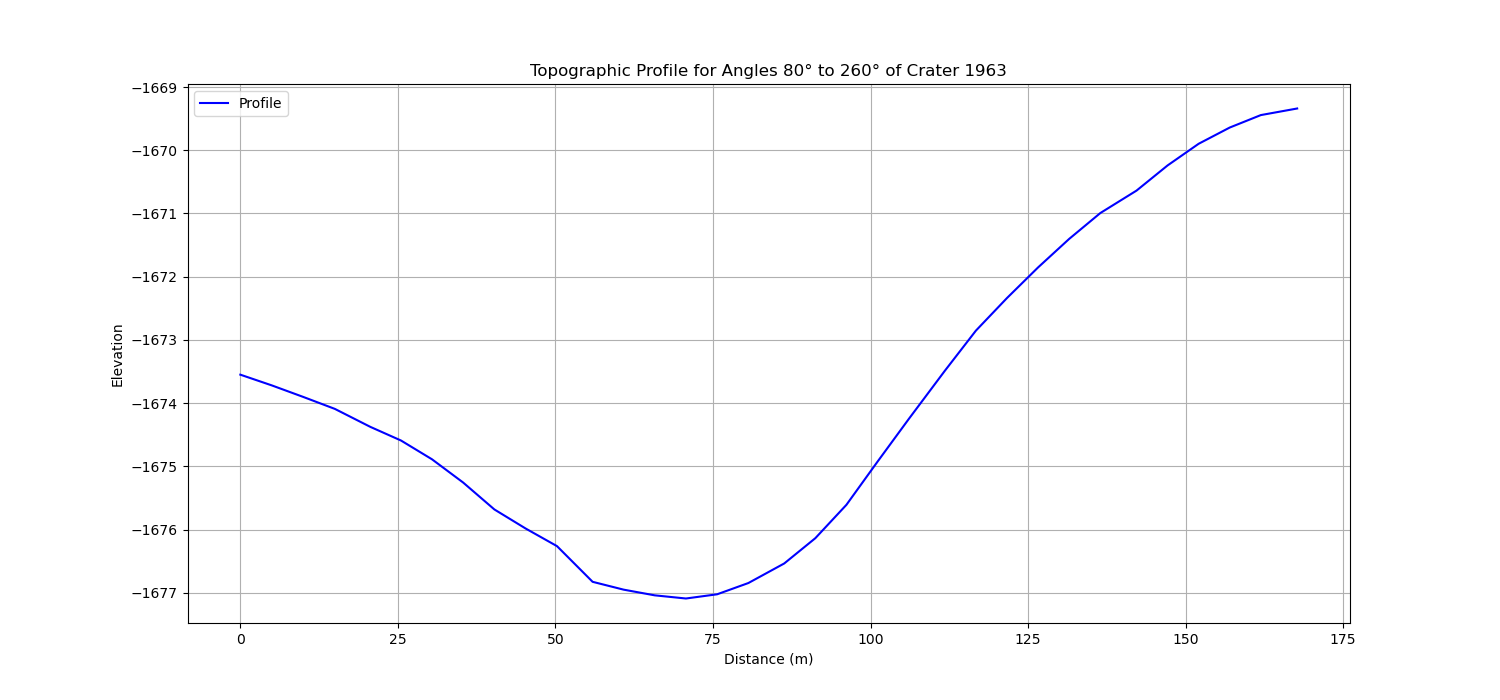 Topographic Profile for Angles 80° to 260° of Crater 1963
Profile
−1669
−1670
−1671
−1672
−1673
−1674
−1675
−1676
−1677
Elevation
0 25 50 75 100 125 150 175
Distance (m)